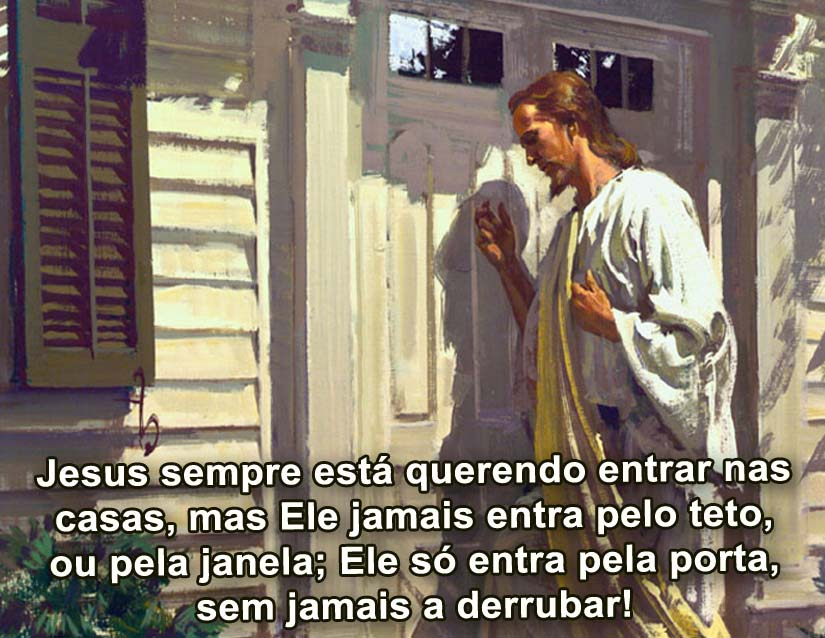 Jesus sempre está querendo entrar nas
casas, mas Ele jamais entra pelo teto,
ou pela janela; Ele só entra pela porta,
sem jamais a derrubar!